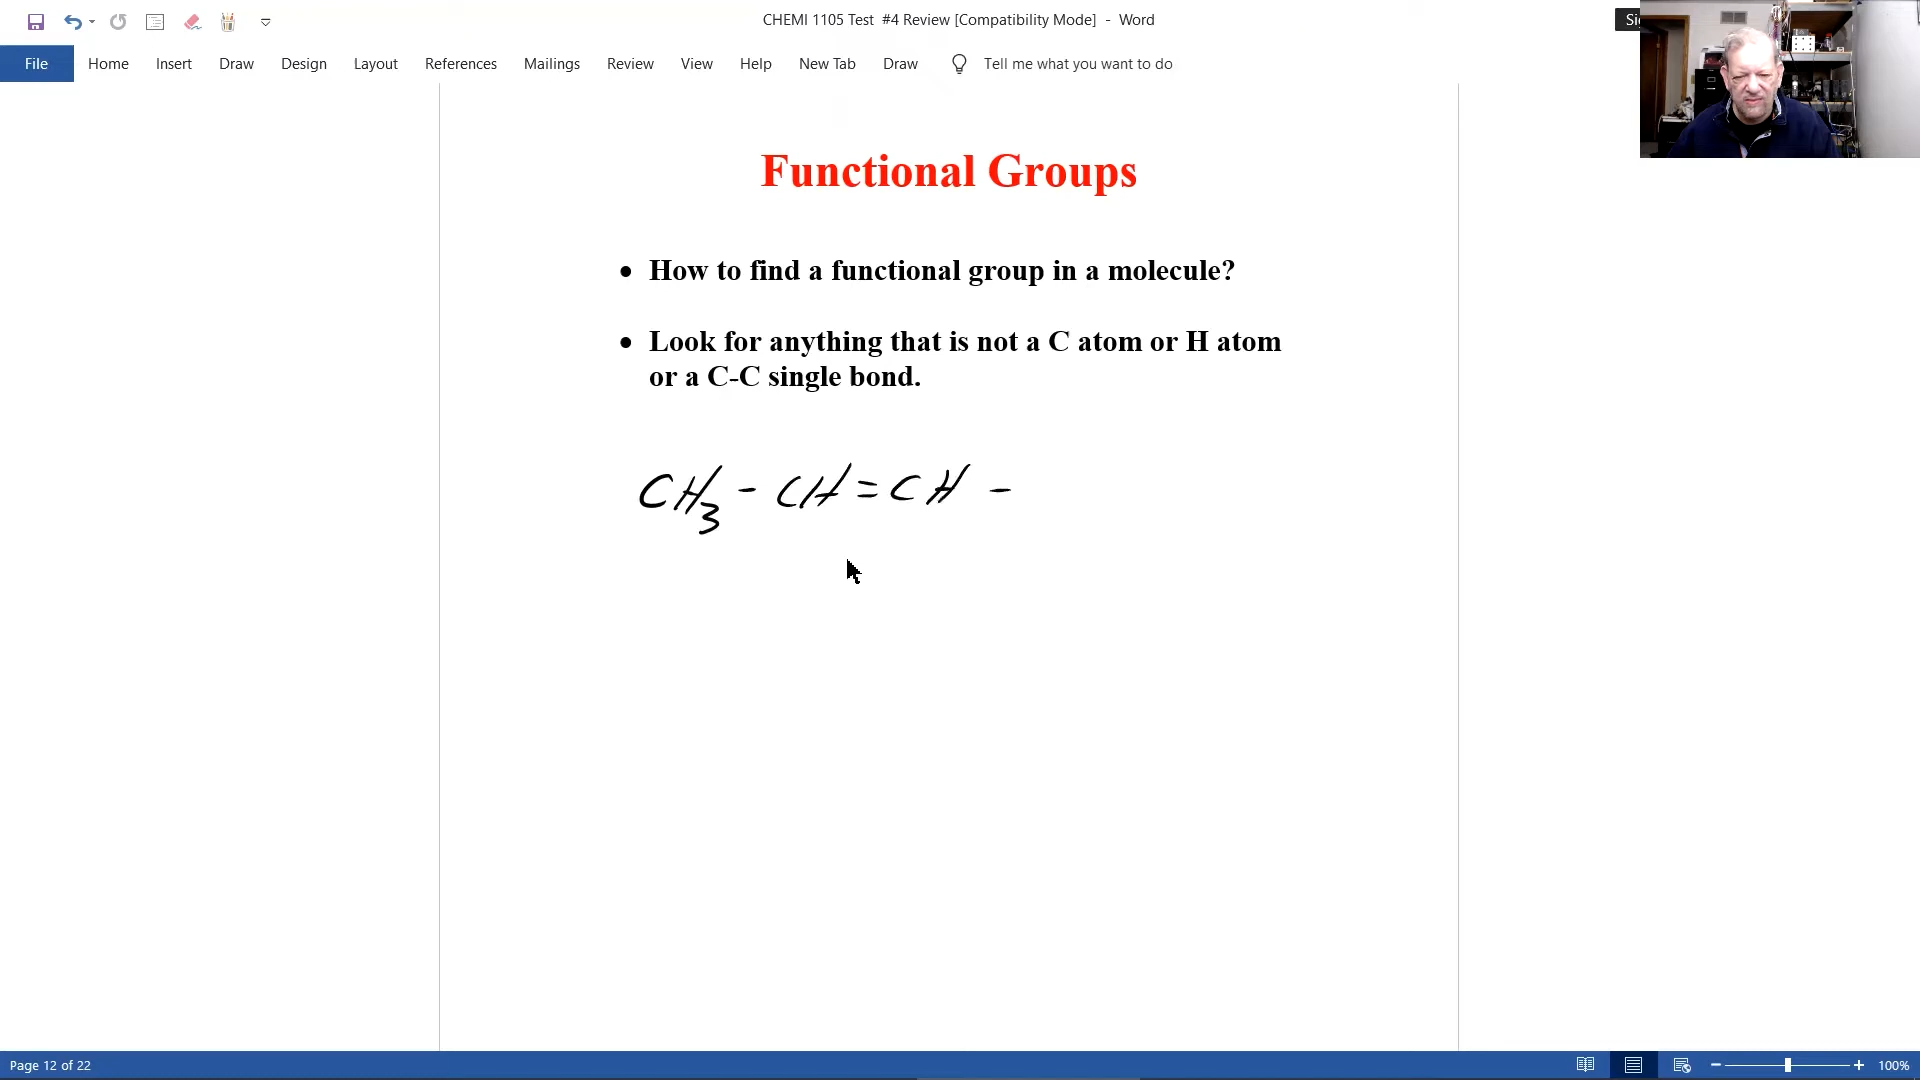 CHEMI 1105 Test #4 Review [Compatibility Mode] - Word
File Home Insert Draw Design Layout References Mailings Review View Help New Tab Draw Tell me what you want to do
Functional Groups
• How to find a functional group in a molecule?
• Look for anything that is not a C atom or H atom
or a C-C single bond.
CH3 - CH = CH -
Page 12 of 22
100%